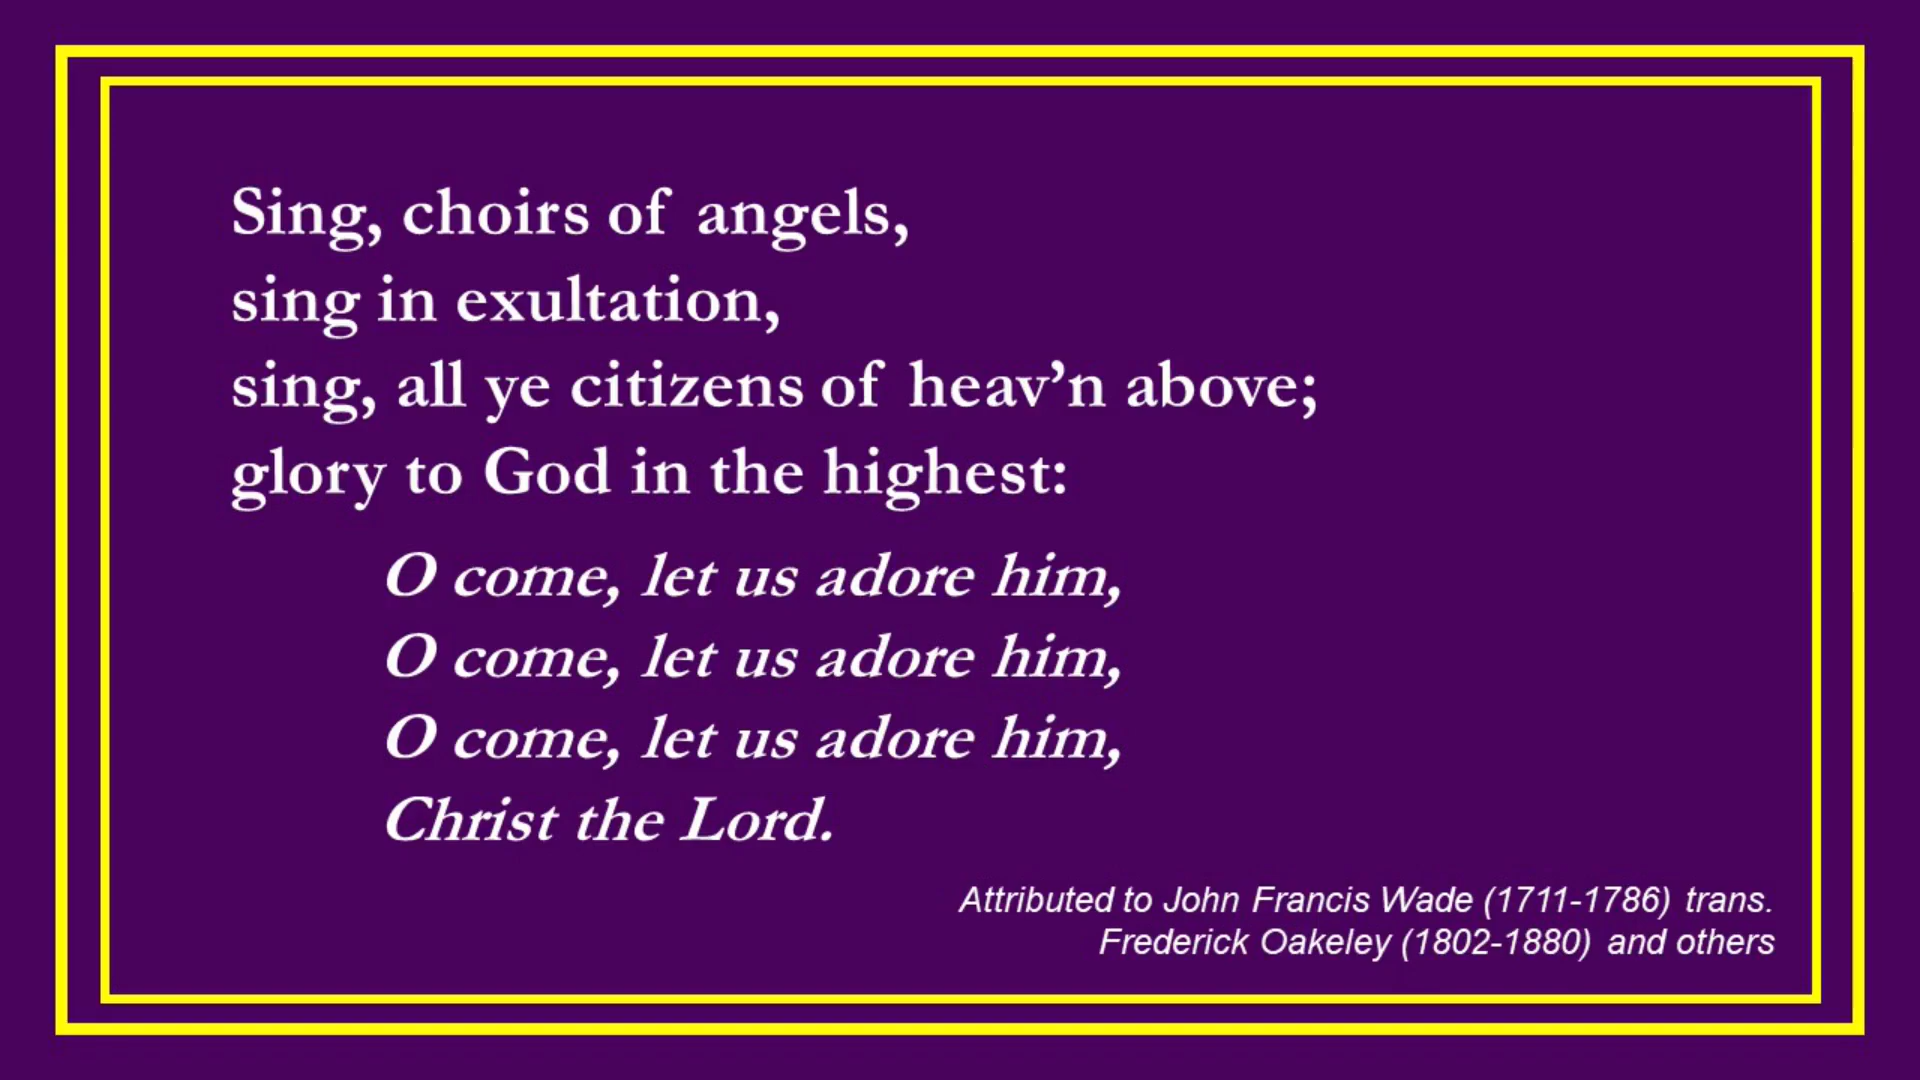 Sing, choirs of angels,
sing in exultation,
sing, all ye citizens of heav’n above;
glory to God in the highest:
O come, let us adore him,
O come, let us adore him,
O come, let us adore him,
Christ the Lord.
Attributed to John Francis Wade (1711-1786) trans.
Frederick Oakeley (1802-1880) and others